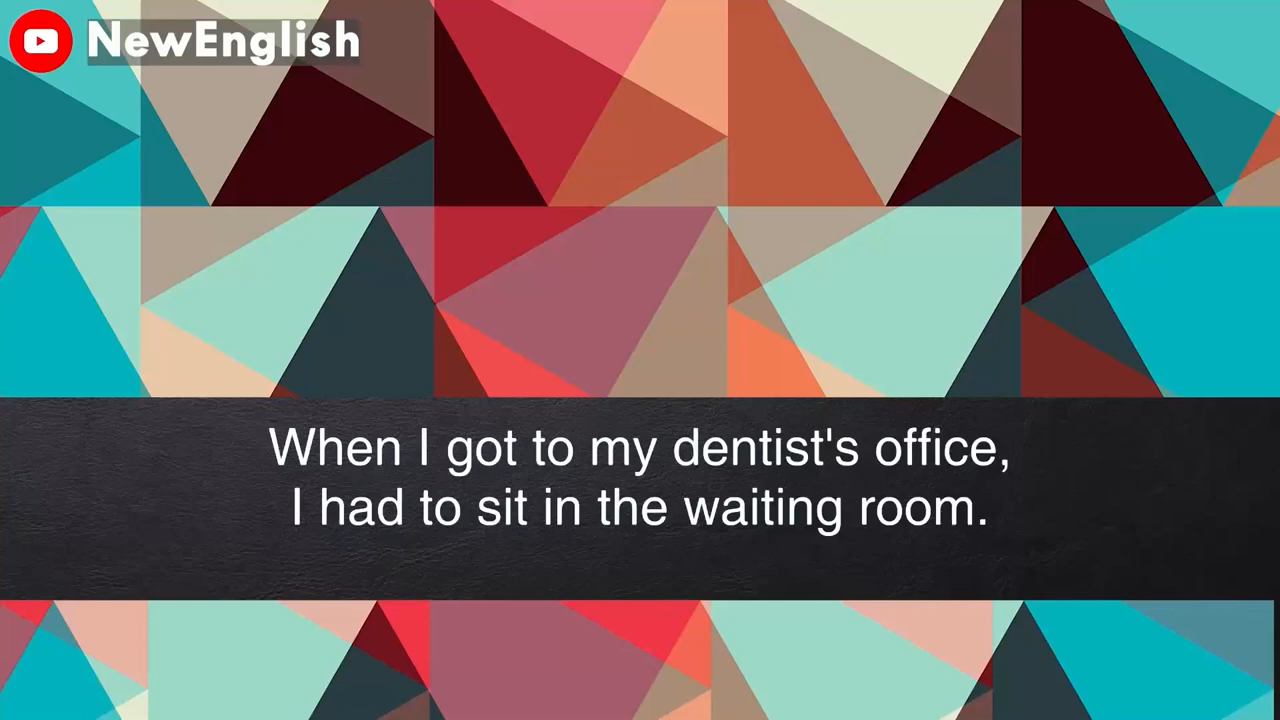 NewEnglish
When I got to my dentist's office,
I had to sit in the waiting room.